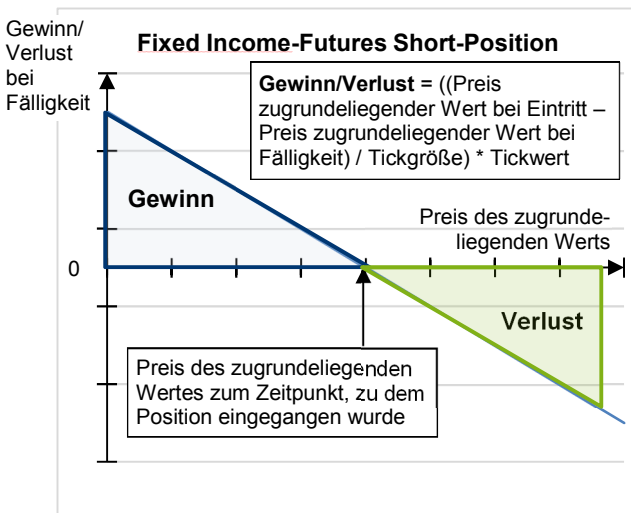 Gewinn/
Verlust
bei
Fälligkeit
Fixed Income-Futures Short-Position
Gewinn/Verlust = ((Preis
zugrundeliegender Wert bei Eintritt –
Preis zugrundeliegender Wert bei
Fälligkeit) / Tickgröße) * Tickwert
Gewinn
Preis des zugrunde-
liegenden Werts
0
Verlust
Preis des zugrundeliegenden
Wertes zum Zeitpunkt, zu dem
Position eingegangen wurde